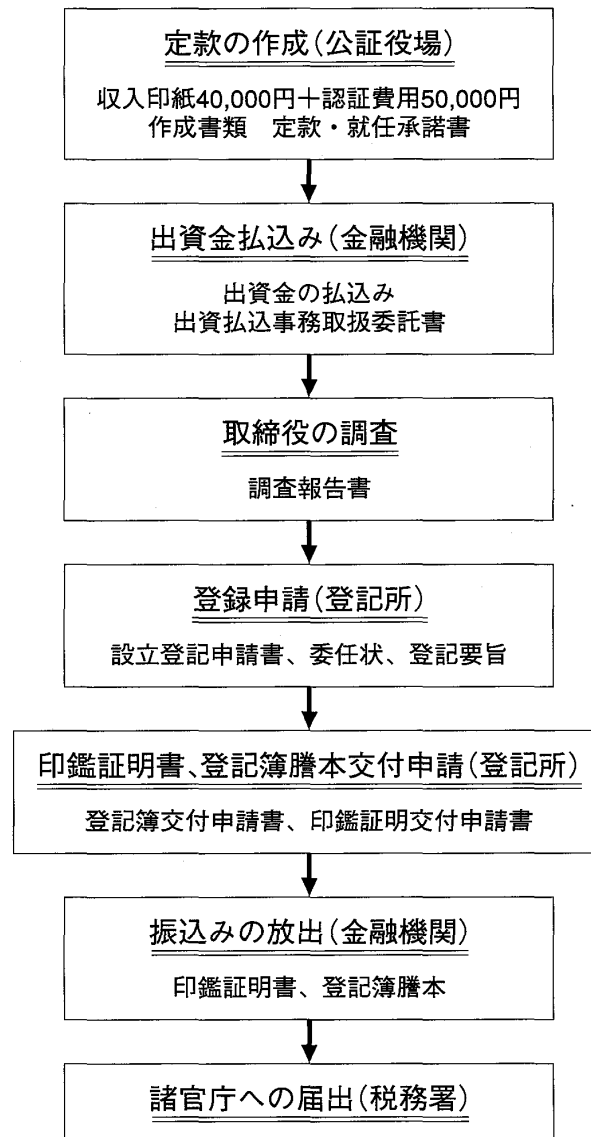 定款の作成(公証役場)
収入印紙40,000円+認証費用50,000円
作成書類　定款・就任承諾書
出資金払込み(金融機関)
出資金の払込み
出資払込事務取扱委託書
取締役の調査
調査報告書
登録申請(登記所)
設立登記申請書、委任状、登記要旨
印鑑証明書、登記簿謄本交付申請(登記所)
登記簿交付申請書、印鑑証明交付申請書
振込みの放出(金融機関)
印鑑証明書、登記簿謄本
諸官庁への届出(税務署)